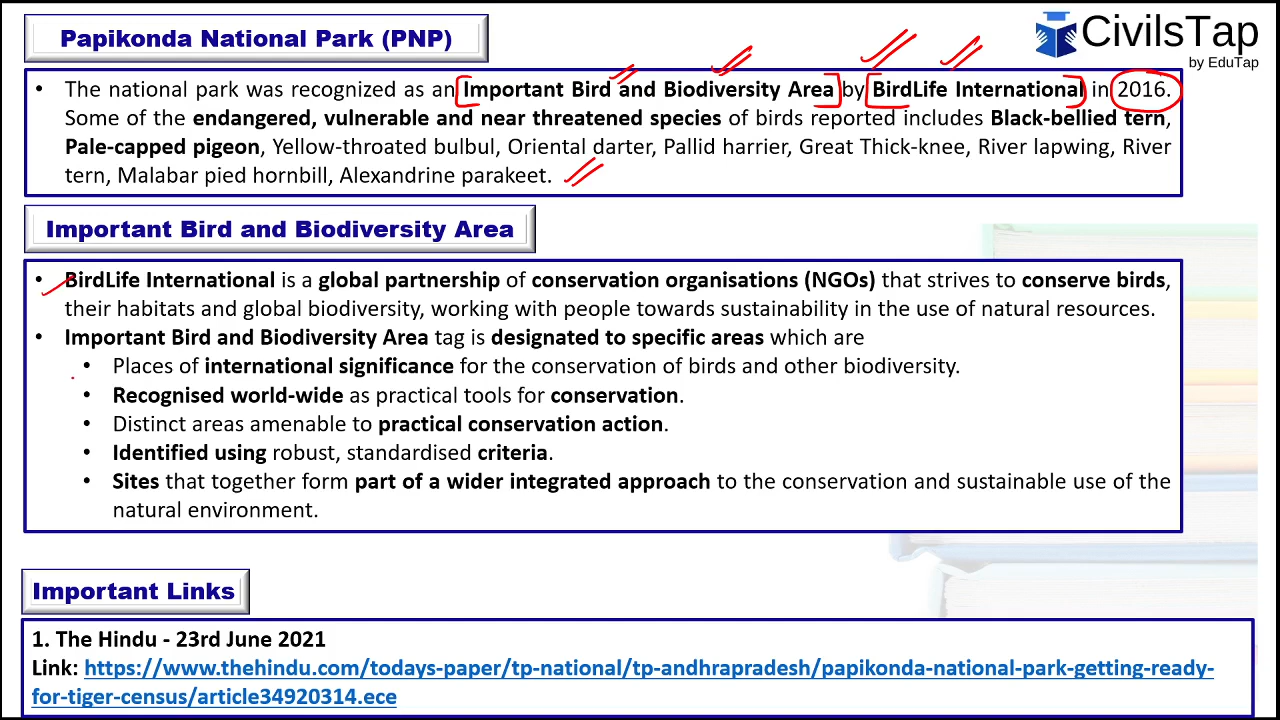 Papikonda National Park (PNP)
CivilsTap
by EduTap
• The national park was recognized as an Important Bird and Biodiversity Area by BirdLife International in 2016.
Some of the endangered, vulnerable and near threatened species of birds reported includes Black-bellied tern,
Pale-capped pigeon, Yellow-throated bulbul, Oriental darter, Pallid harrier, Great Thick-knee, River lapwing, River
tern, Malabar pied hornbill, Alexandrine parakeet.
Important Bird and Biodiversity Area
• BirdLife International is a global partnership of conservation organisations (NGOs) that strives to conserve birds,
their habitats and global biodiversity, working with people towards sustainability in the use of natural resources.
• Important Bird and Biodiversity Area tag is designated to specific areas which are
• Places of international significance for the conservation of birds and other biodiversity.
• Recognised world-wide as practical tools for conservation.
• Distinct areas amenable to practical conservation action.
• Identified using robust, standardised criteria.
• Sites that together form part of a wider integrated approach to the conservation and sustainable use of the
natural environment.
Important Links
1. The Hindu - 23rd June 2021
Link: https://www.thehindu.com/todays-paper/tp-national/tp-andhrapradesh/papikonda-national-park-getting-ready-
for-tiger-census/article34920314.ece